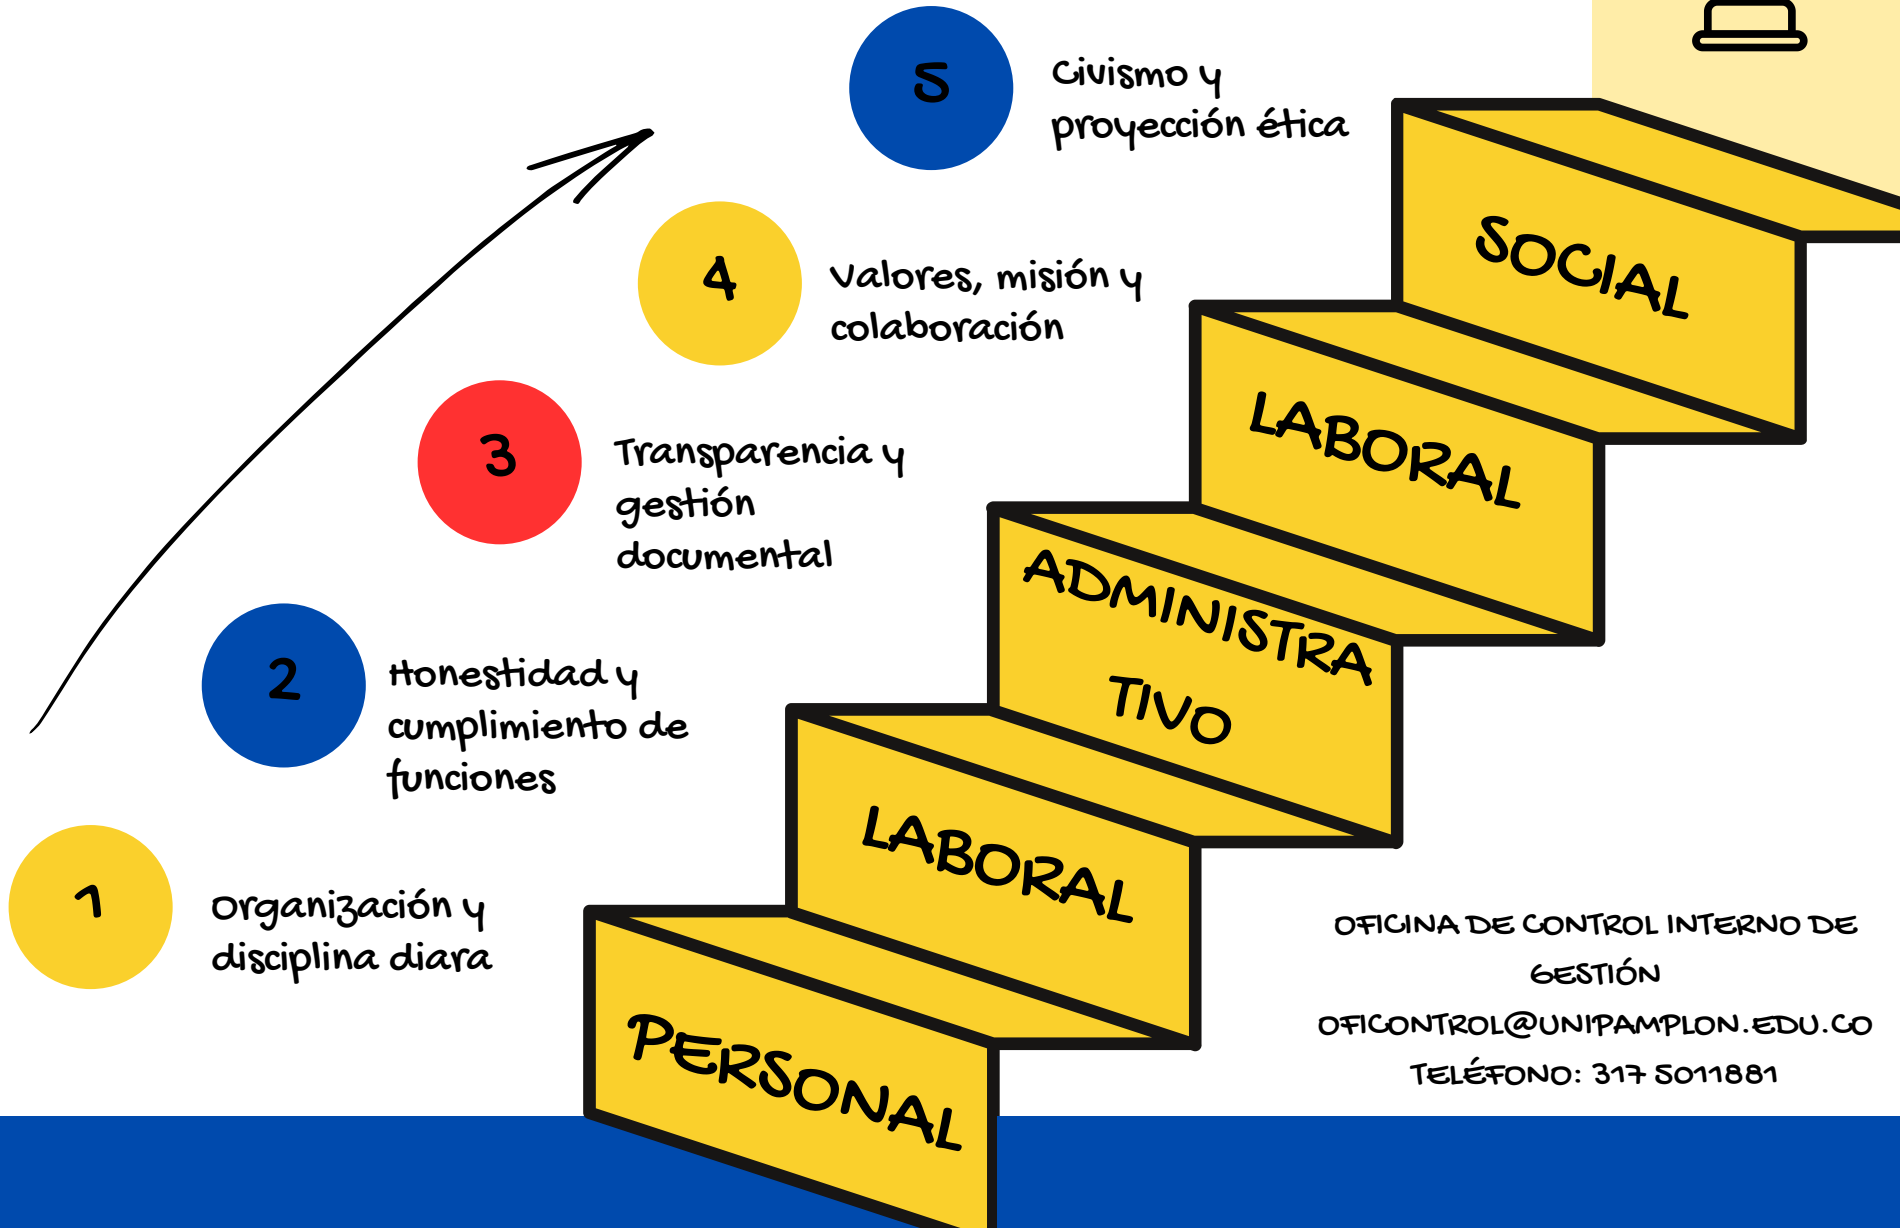 5
Civismo y
proyección ética
4
Valores, misión y
colaboración
3
Transparencia y
gestión
documental
2
Honestidad y
cumplimiento de
funciones
1
Organización y
disciplina diara
SOCIAL
LABORAL
ADMINISTRA
TIVO
LABORAL
PERSONAL
OFICINA DE CONTROL INTERNO DE
GESTIÓN
OFICONTROL@UNIPAMPLON.EDU.CO
TELÉFONO: 317 5011881